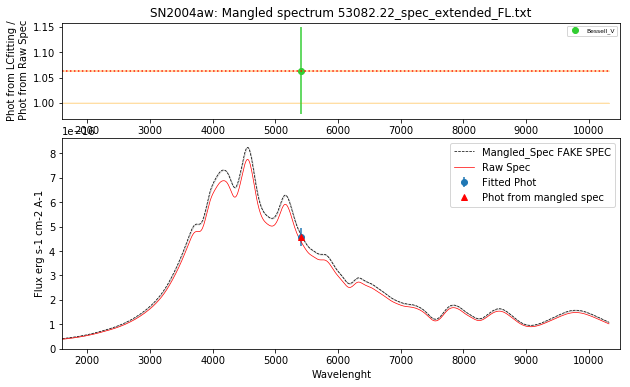 SN2004aw: Mangled spectrum 53082.22_spec_extended_FL.txt
Phot from LCfitting /
Phot from Raw Spec
1.15
1.10
1.05
1.00
Bessell_V
2000 3000 4000 5000 6000 7000 8000 9000 10000
1e−16
Flux erg s-1 cm-2 A-1
8
7
6
5
4
3
2
1
0
Mangled_Spec FAKE SPEC
Raw Spec
Fitted Phot
Phot from mangled spec
2000 3000 4000 5000 6000 7000 8000 9000 10000
Wavelenght